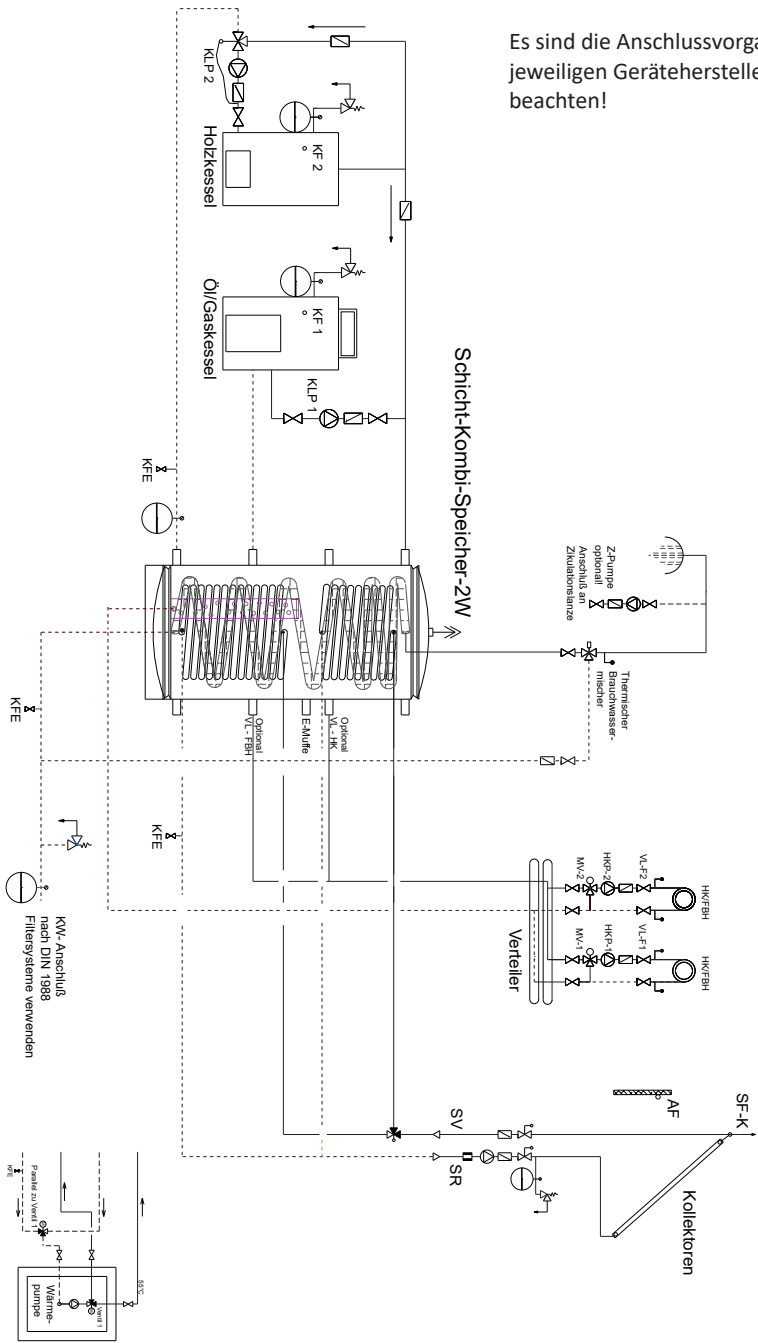 Es sind die Anschlussvorga
jeweiligen Geräteherstelle
beachten!
KLP 2
KF 2
Holzkessel
KF 1
Öl/Gaskessel
KLP 1
KFE
Schicht-Kombi-Speicher-2W
Z-Pumpe
optional!
Anschluß an
Zikulationslanze
Thermischer
Brauchwasser-
mischer
Optional
VL - HK
E-Muffe
Optional
VL - FBH
KFE
KFE
KW- Anschluß
nach DIN 1988
Filtersysteme verwenden
HK/FBH
HK/FBH
VL-F2
HKP-2
MV-2
VL-F1
HKP-1
MV-1
Verteiler
AF
SF-K
SV
SR
Kollektoren
KFE
Parallel zu Ventil 1
55°C
Ventil 1
Wärme-
pumpe